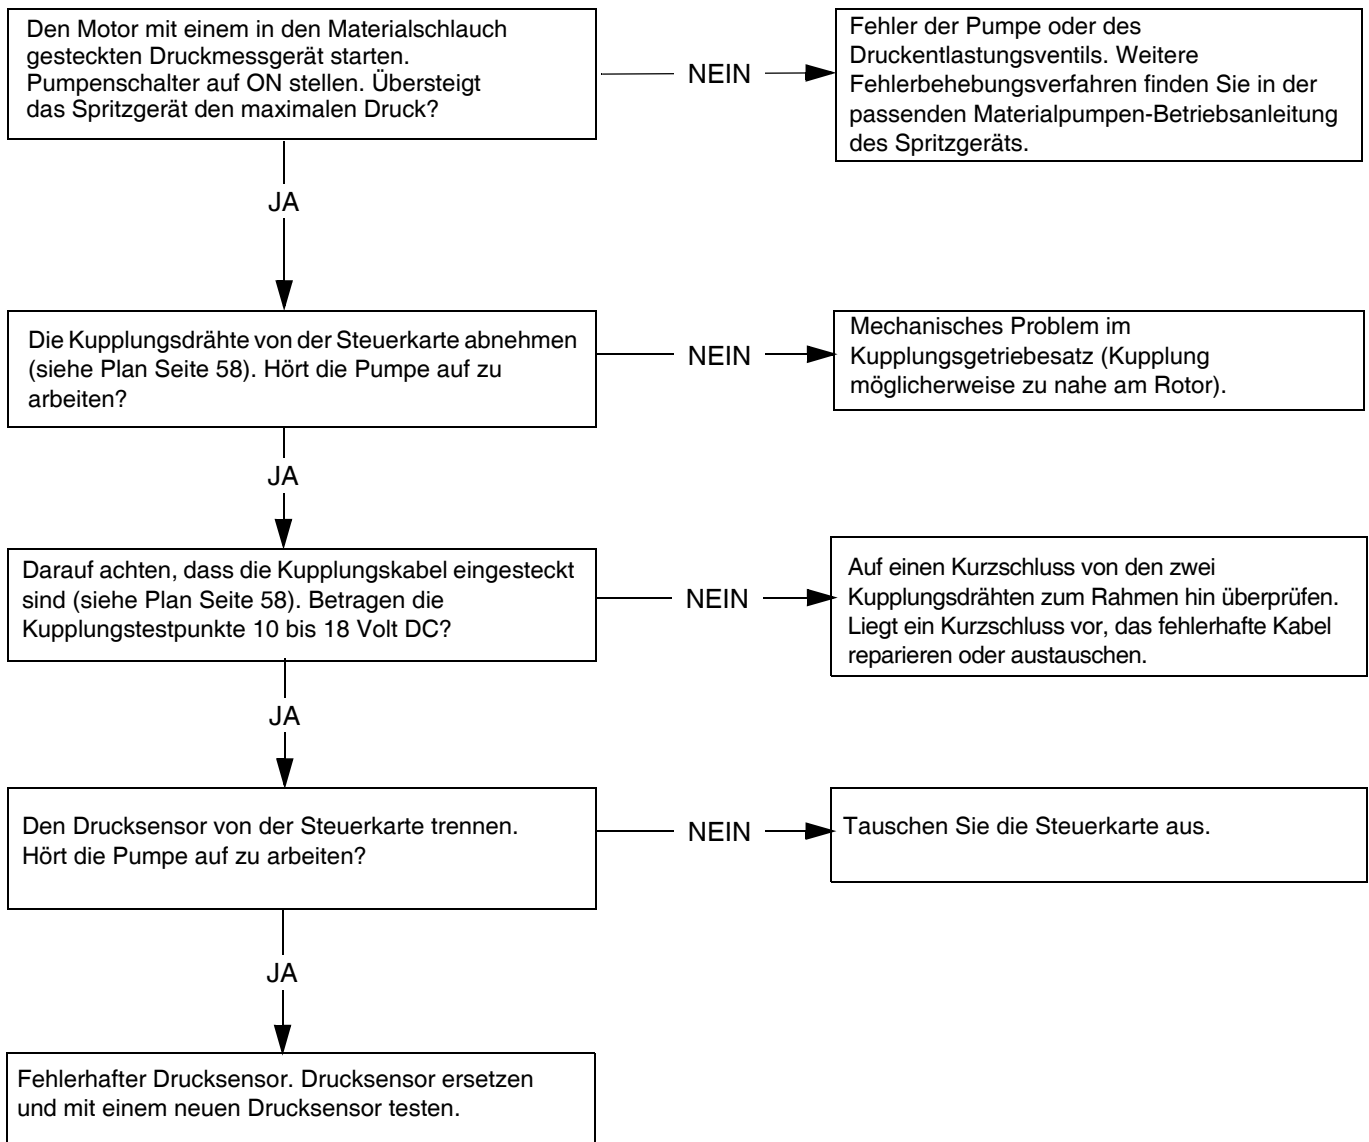 Den Motor mit einem in den Materialschlauch
gesteckten Druckmessgerät starten.
Pumpenschalter auf ON stellen. Übersteigt
das Spritzgerät den maximalen Druck?
NEIN
Fehler der Pumpe oder des
Druckentlastungsventils. Weitere
Fehlerbehebungsverfahren finden Sie in der
passenden Materialpumpen-Betriebsanleitung
des Spritzgeräts.
JA
Die Kupplungsdrähte von der Steuerkarte abnehmen
(siehe Plan Seite 58). Hört die Pumpe auf zu
arbeiten?
NEIN
Mechanisches Problem im
Kupplungsgetriebesatz (Kupplung
möglicherweise zu nahe am Rotor).
JA
Darauf achten, dass die Kupplungskabel eingesteckt
sind (siehe Plan Seite 58). Betragen die
Kupplungstestpunkte 10 bis 18 Volt DC?
NEIN
Auf einen Kurzschluss von den zwei
Kupplungsdrähten zum Rahmen hin überprüfen.
Liegt ein Kurzschluss vor, das fehlerhafte Kabel
reparieren oder austauschen.
JA
Den Drucksensor von der Steuerkarte trennen.
Hört die Pumpe auf zu arbeiten?
NEIN
Tauschen Sie die Steuerkarte aus.
JA
Fehlerhafter Drucksensor. Drucksensor ersetzen
und mit einem neuen Drucksensor testen.